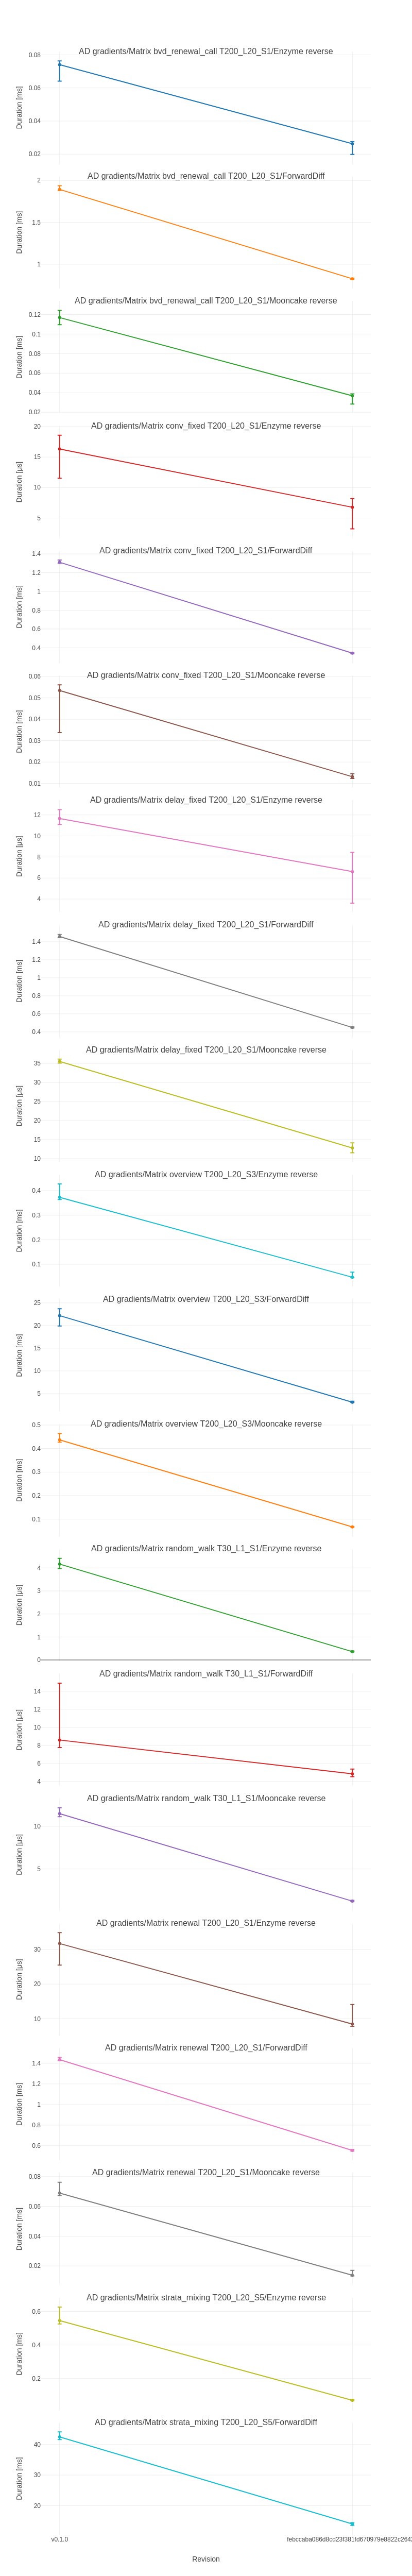 AD gradients/Matrix bvd_renewal_call T200_L20_S1/Enzyme reverse
0.08
0.06
0.04
0.02
Duration [ms]
AD gradients/Matrix bvd_renewal_call T200_L20_S1/ForwardDiff
2
1.5
1
Duration [ms]
AD gradients/Matrix bvd_renewal_call T200_L20_S1/Mooncake reverse
0.12
0.1
0.08
0.06
0.04
0.02
Duration [ms]
AD gradients/Matrix conv_fixed T200_L20_S1/Enzyme reverse
20
15
10
5
Duration [μs]
AD gradients/Matrix conv_fixed T200_L20_S1/ForwardDiff
1.4
1.2
1
0.8
0.6
0.4
Duration [ms]
AD gradients/Matrix conv_fixed T200_L20_S1/Mooncake reverse
0.06
0.05
0.04
0.03
0.02
0.01
Duration [ms]
AD gradients/Matrix delay_fixed T200_L20_S1/Enzyme reverse
12
10
8
6
4
Duration [μs]
AD gradients/Matrix delay_fixed T200_L20_S1/ForwardDiff
1.4
1.2
1
0.8
0.6
0.4
Duration [ms]
AD gradients/Matrix delay_fixed T200_L20_S1/Mooncake reverse
35
30
25
20
15
10
Duration [μs]
AD gradients/Matrix overview T200_L20_S3/Enzyme reverse
0.4
0.3
0.2
0.1
Duration [ms]
AD gradients/Matrix overview T200_L20_S3/ForwardDiff
25
20
15
10
5
Duration [ms]
AD gradients/Matrix overview T200_L20_S3/Mooncake reverse
0.5
0.4
0.3
0.2
0.1
Duration [ms]
AD gradients/Matrix random_walk T30_L1_S1/Enzyme reverse
4
3
2
1
0
Duration [μs]
AD gradients/Matrix random_walk T30_L1_S1/ForwardDiff
14
12
10
8
6
4
Duration [μs]
AD gradients/Matrix random_walk T30_L1_S1/Mooncake reverse
10
5
Duration [μs]
AD gradients/Matrix renewal T200_L20_S1/Enzyme reverse
30
20
10
Duration [μs]
AD gradients/Matrix renewal T200_L20_S1/ForwardDiff
1.4
1.2
1
0.8
0.6
Duration [ms]
AD gradients/Matrix renewal T200_L20_S1/Mooncake reverse
0.08
0.06
0.04
0.02
Duration [ms]
AD gradients/Matrix strata_mixing T200_L20_S5/Enzyme reverse
0.6
0.4
0.2
Duration [ms]
AD gradients/Matrix strata_mixing T200_L20_S5/ForwardDiff
40
30
20
Duration [ms]
v0.1.0
Revision